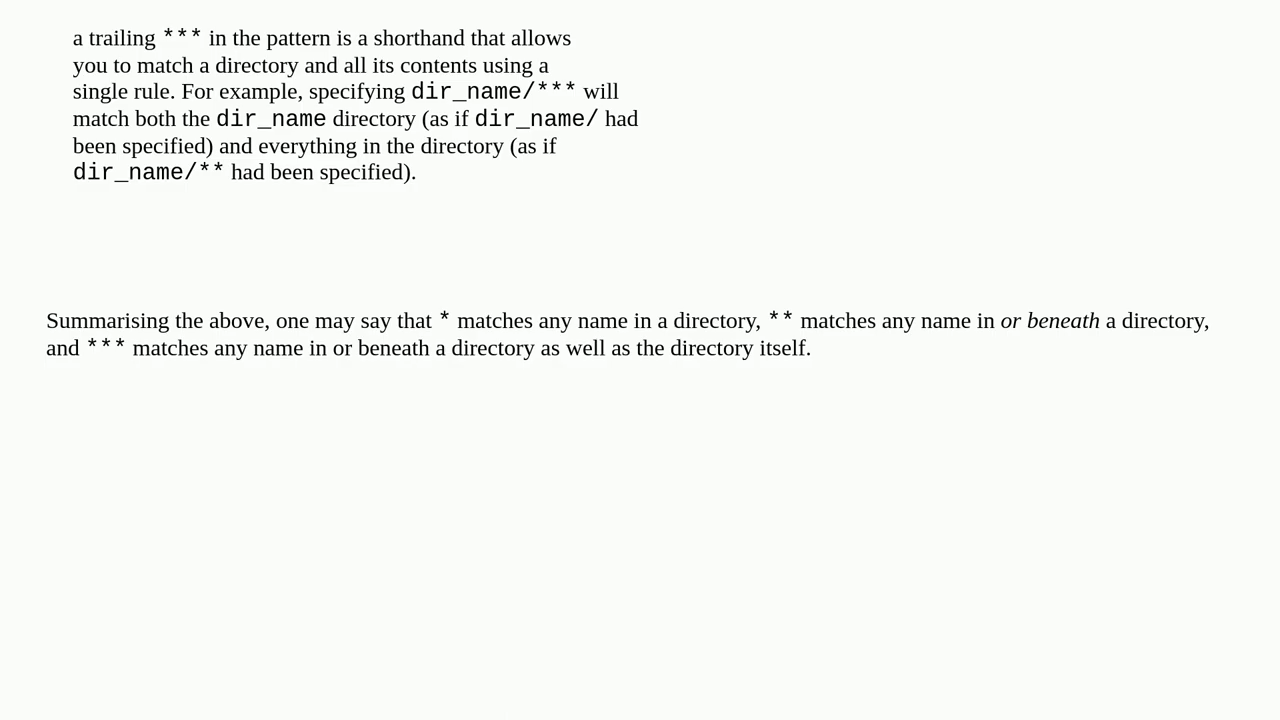 a trailing *** in the pattern is a shorthand that allows
you to match a directory and all its contents using a
single rule. For example, specifying dir_name/*** will
match both the dir_name directory (as if dir_name/ had
been specified) and everything in the directory (as if
dir_name/** had been specified).
Summarising the above, one may say that * matches any name in a directory, ** matches any name in or beneath a directory,
and *** matches any name in or beneath a directory as well as the directory itself.